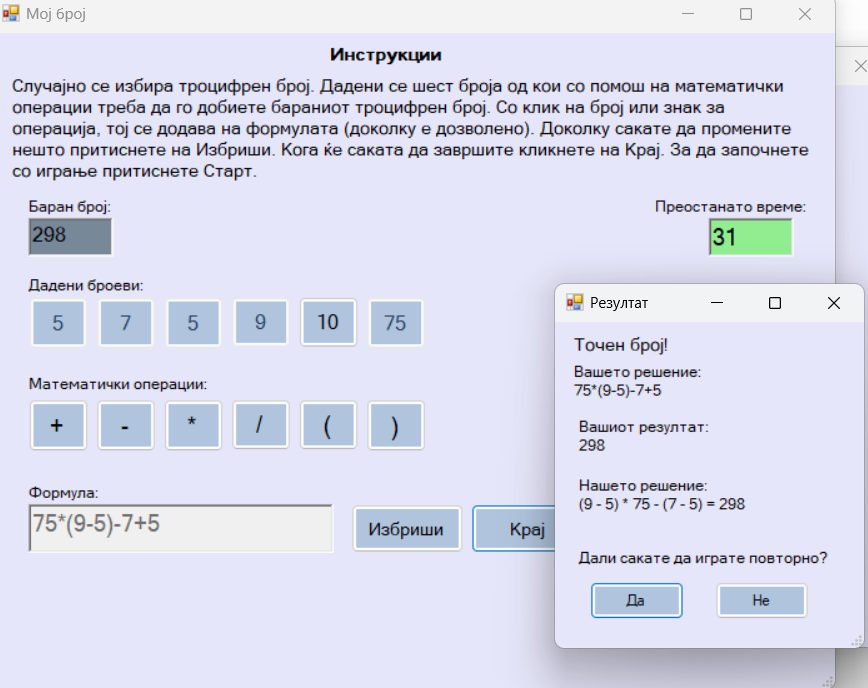 Мој број
Инструкции
Случајно се избира троцифрен број. Дадени се шест броја од кои со помош на математички
операции треба да го добиете бараниот троцифрен број. Со клик на број или знак за
операција, тој се додава на формулата (доколку е дозволено). Доколку сакате да промените
нешто притиснете на Избриши. Кога ќе саката да завршите кликнете на Крај. За да започнете
со играње притиснете Старт.
Баран број:
298
Преостанато време:
31
Дадени броеви:
5 7 5 9 10 75
Математички операции:
+ - * / ( )
Формула:
75*(9-5)-7+5
Избриши
Крај
Резултат
Точен број!
Вашето решение:
75*(9-5)-7+5
Вашиот резултат:
298
Нашето решение:
(9 - 5) * 75 - (7 - 5) = 298
Дали сакате да играте повторно?
Да
Не